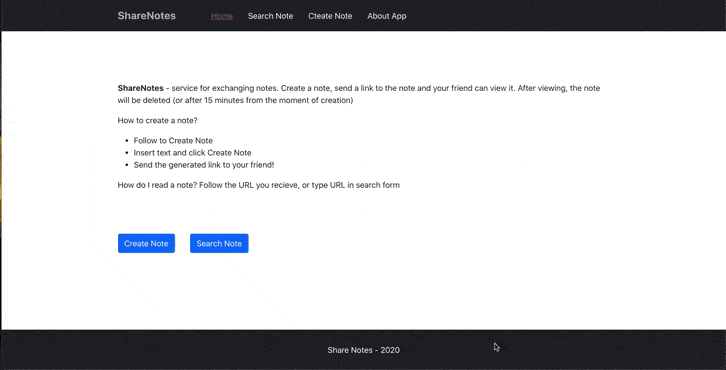 ShareNotes Home Search Note Cteate Note About App
ShareNotes - service for exchanging notes. Create a note, send a link to the note and your friend can view it. After viewing, the note
will be deleted (or after 15 minutes from the moment of creation)
How to create a note?
• Follow to Create Note
• Insert text and click Create Note
• Send the generated link to your friend!
How do I read a note? Follow the URL you recieve, or type URL in search form
Create Note Search Note
Share Notes - 2020